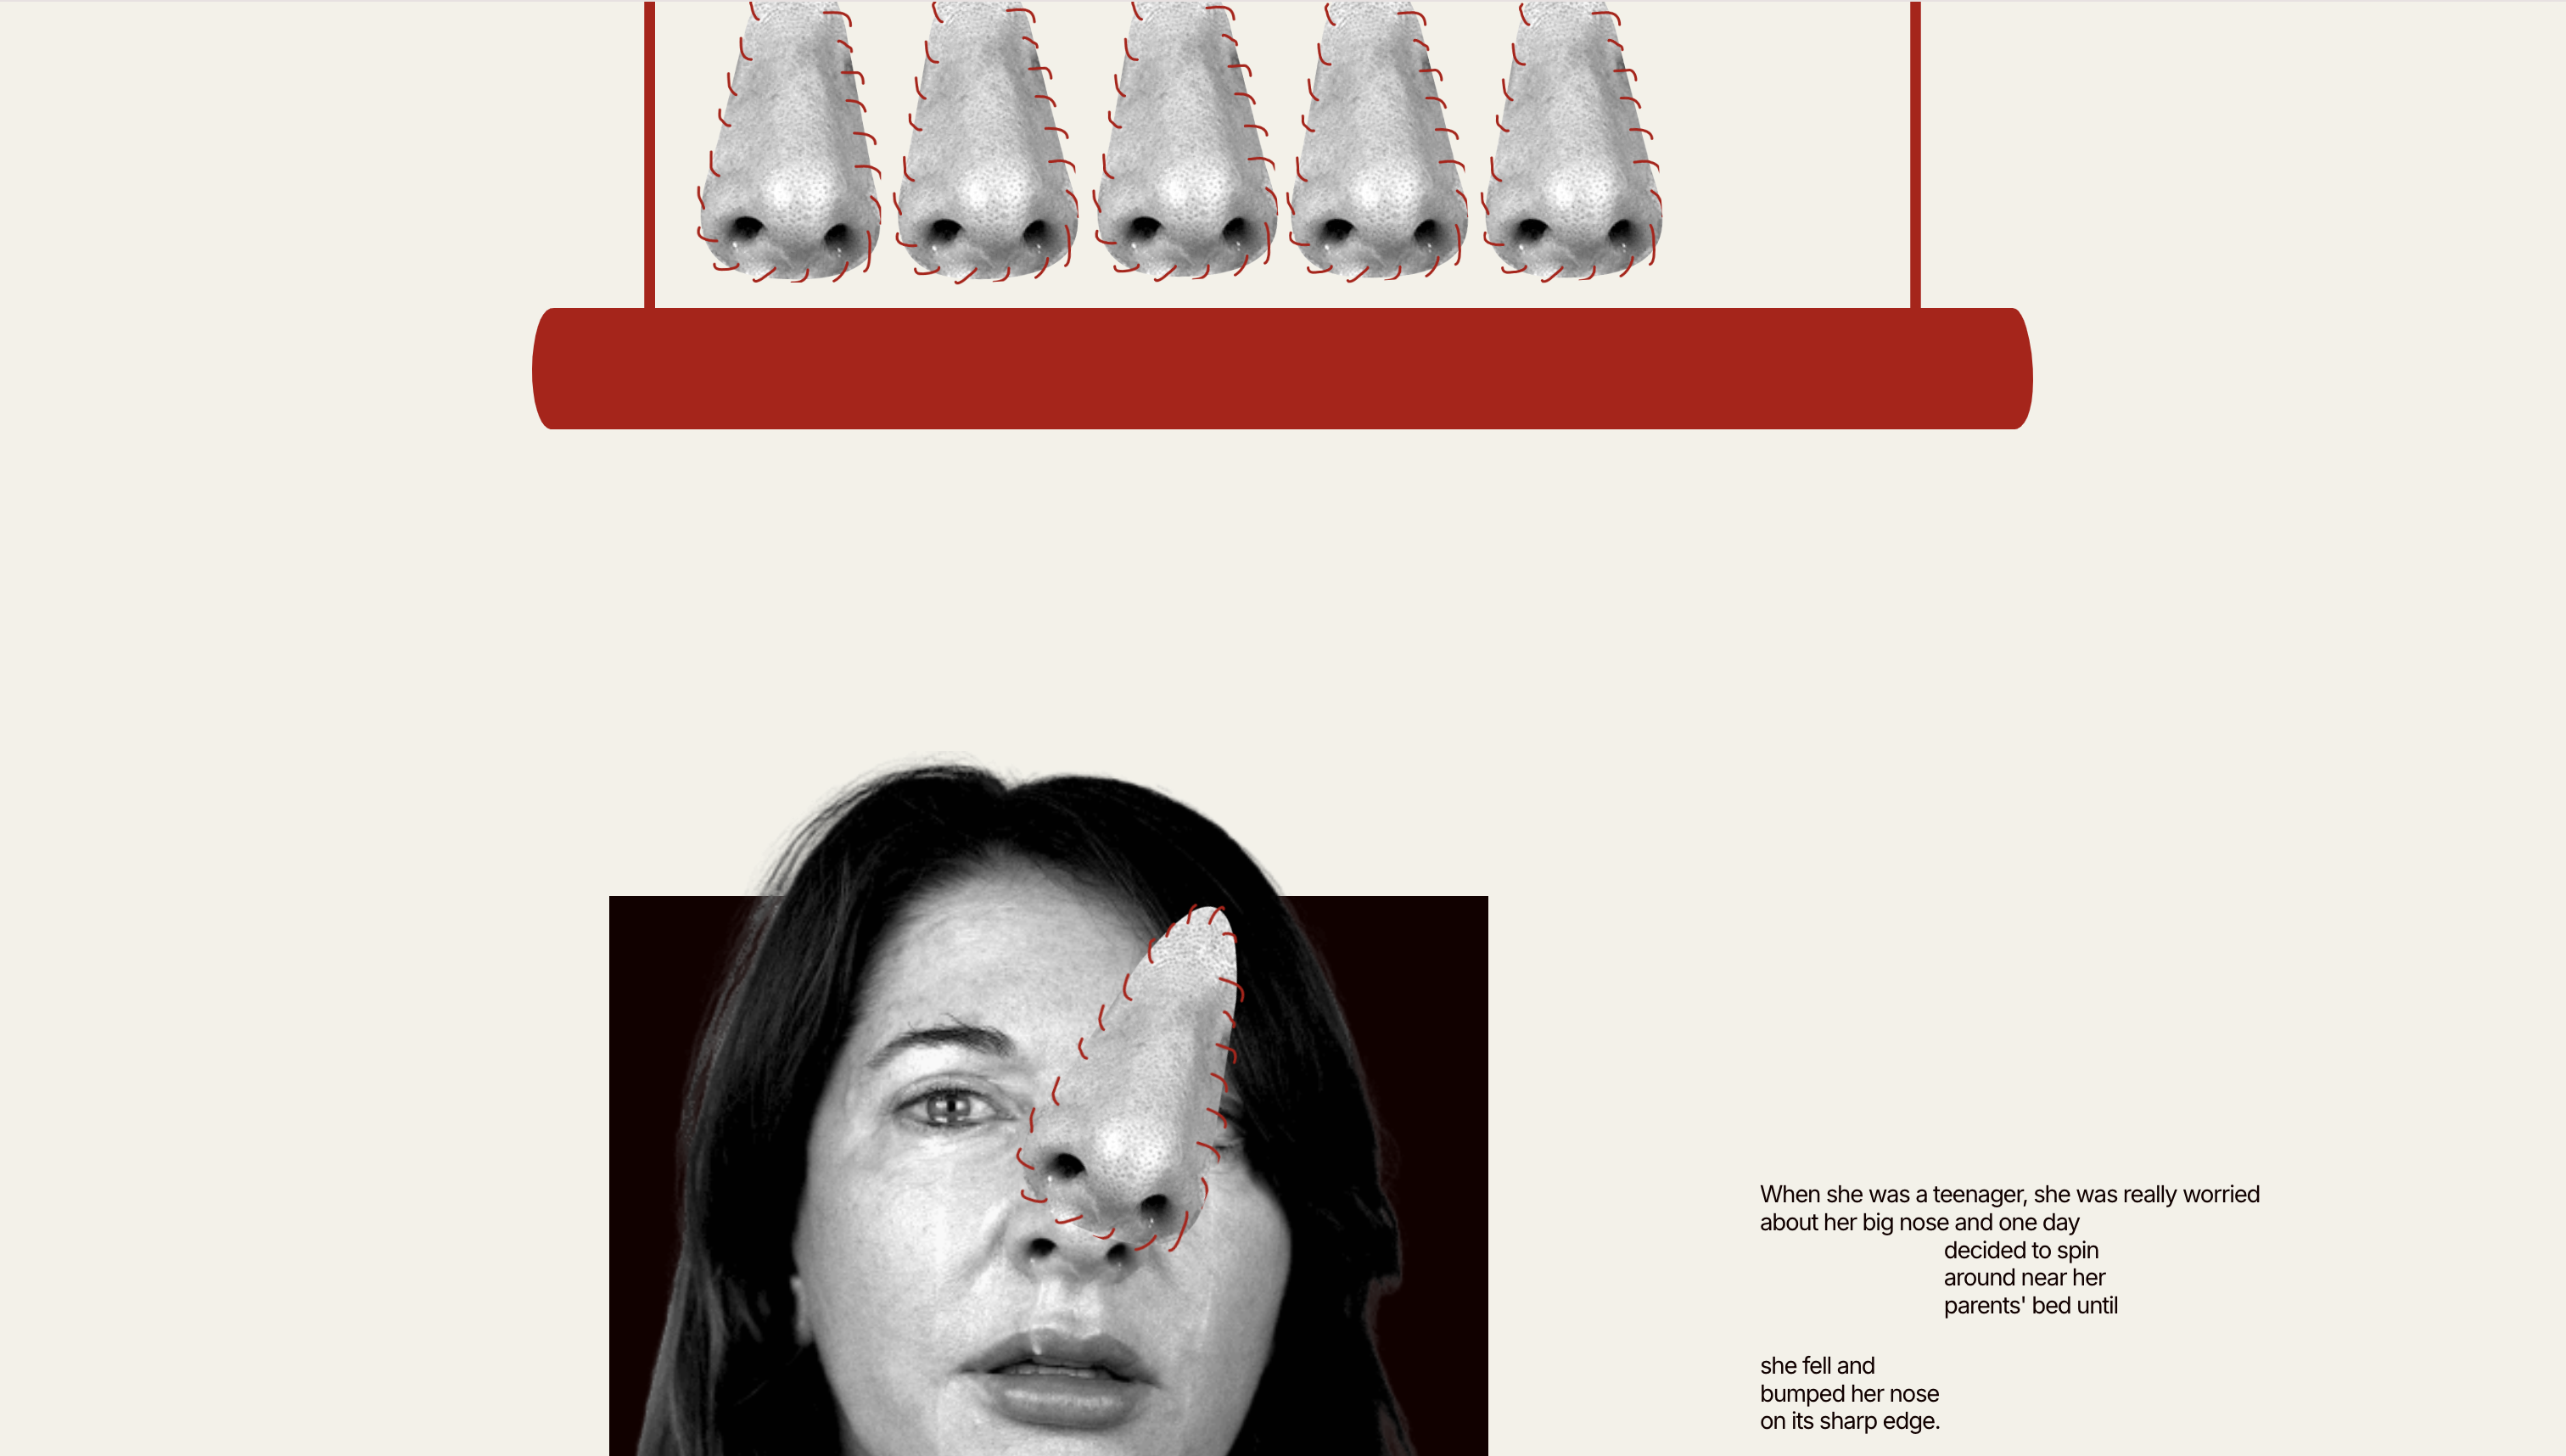 When she was a teenager, she was really worried
about her big nose and one day
decided to spin
around near her
parents' bed until
she fell and
bumped her nose
on its sharp edge.